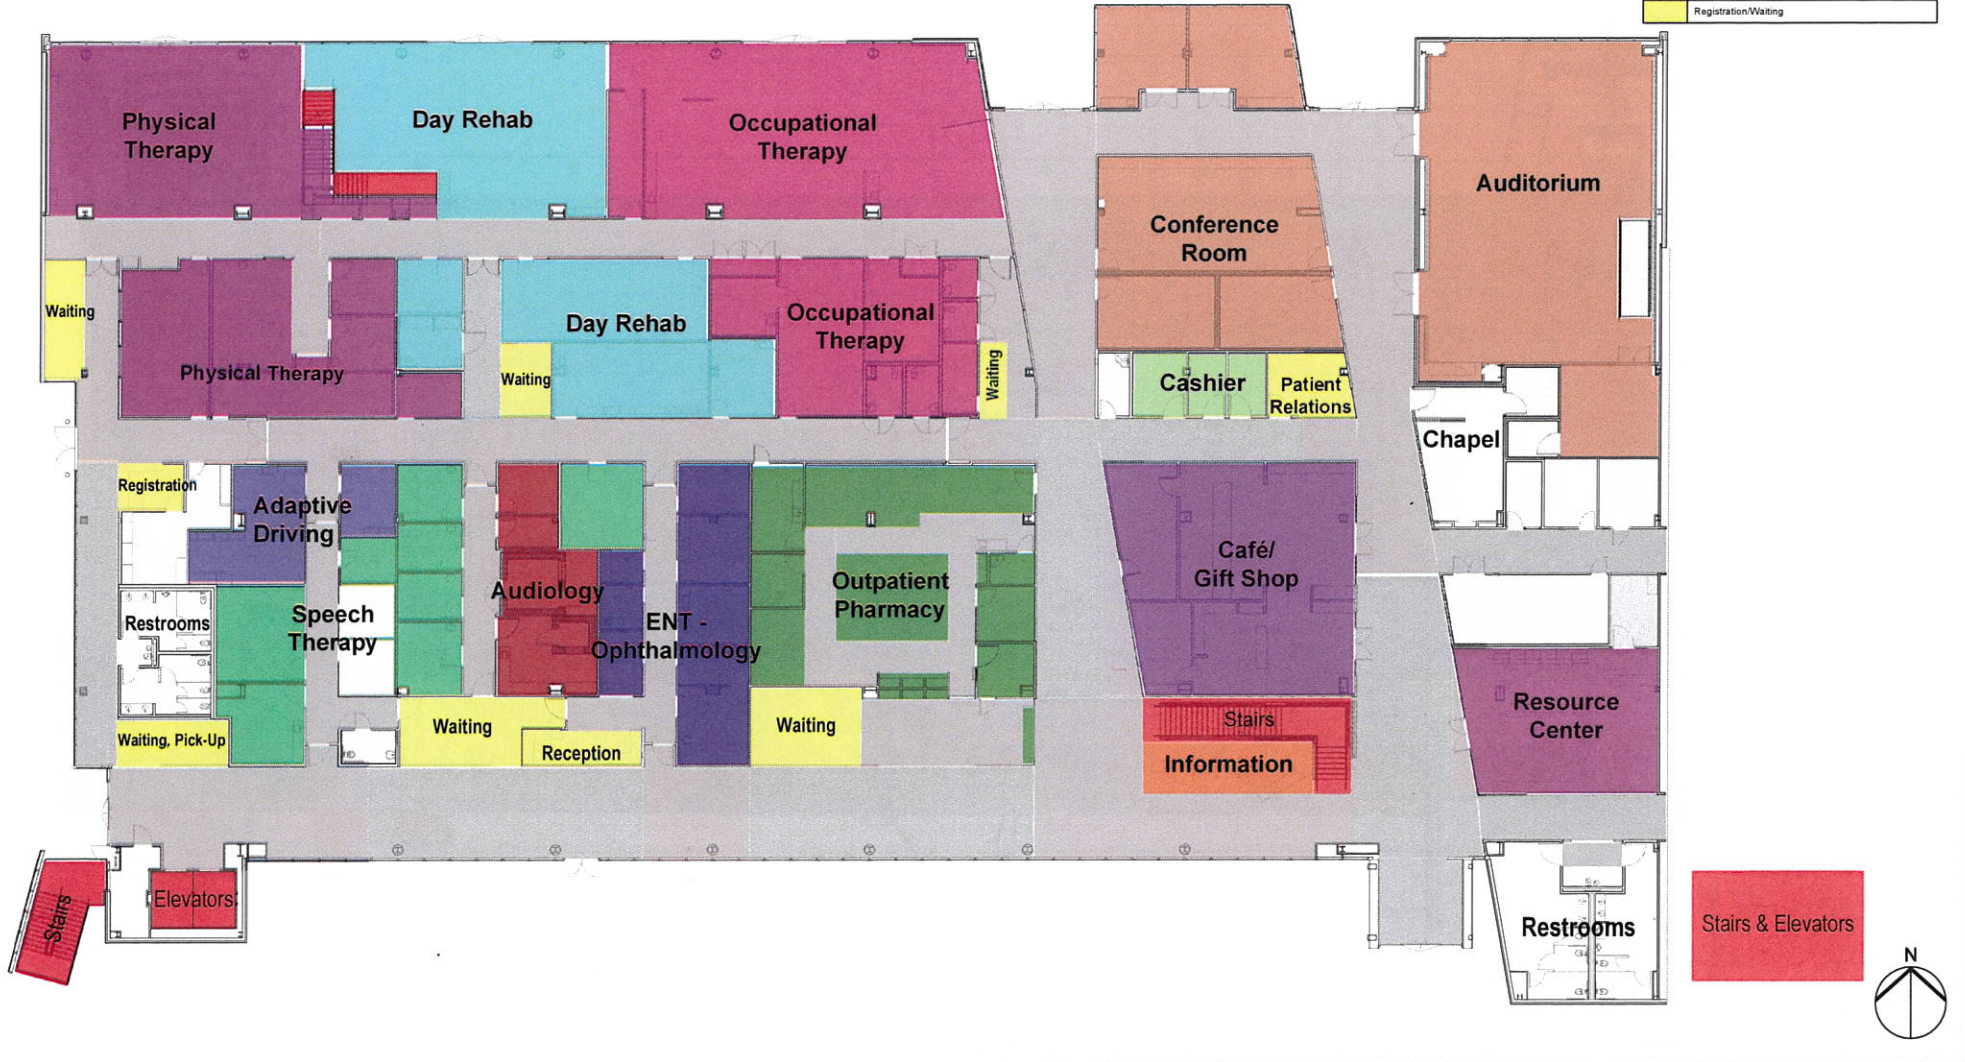 Registration/Waiting
Physical
Therapy
Day Rehab
Occupational
Therapy
Auditorium
Conference
Room
Waiting
Physical Therapy
Day Rehab
Waiting
Occupational
Therapy
Waiting
Cashier
Patient
Relations
Chapel
Registration
Adaptive
Driving
Speech
Therapy
Restrooms
Waiting, Pick-Up
Audiology
ENT -
Ophthalmology
Outpatient
Pharmacy
Café/
Gift Shop
Waiting
Reception
Waiting
Stairs
Information
Resource
Center
Stairs
Elevators
Restrooms
Stairs & Elevators
N